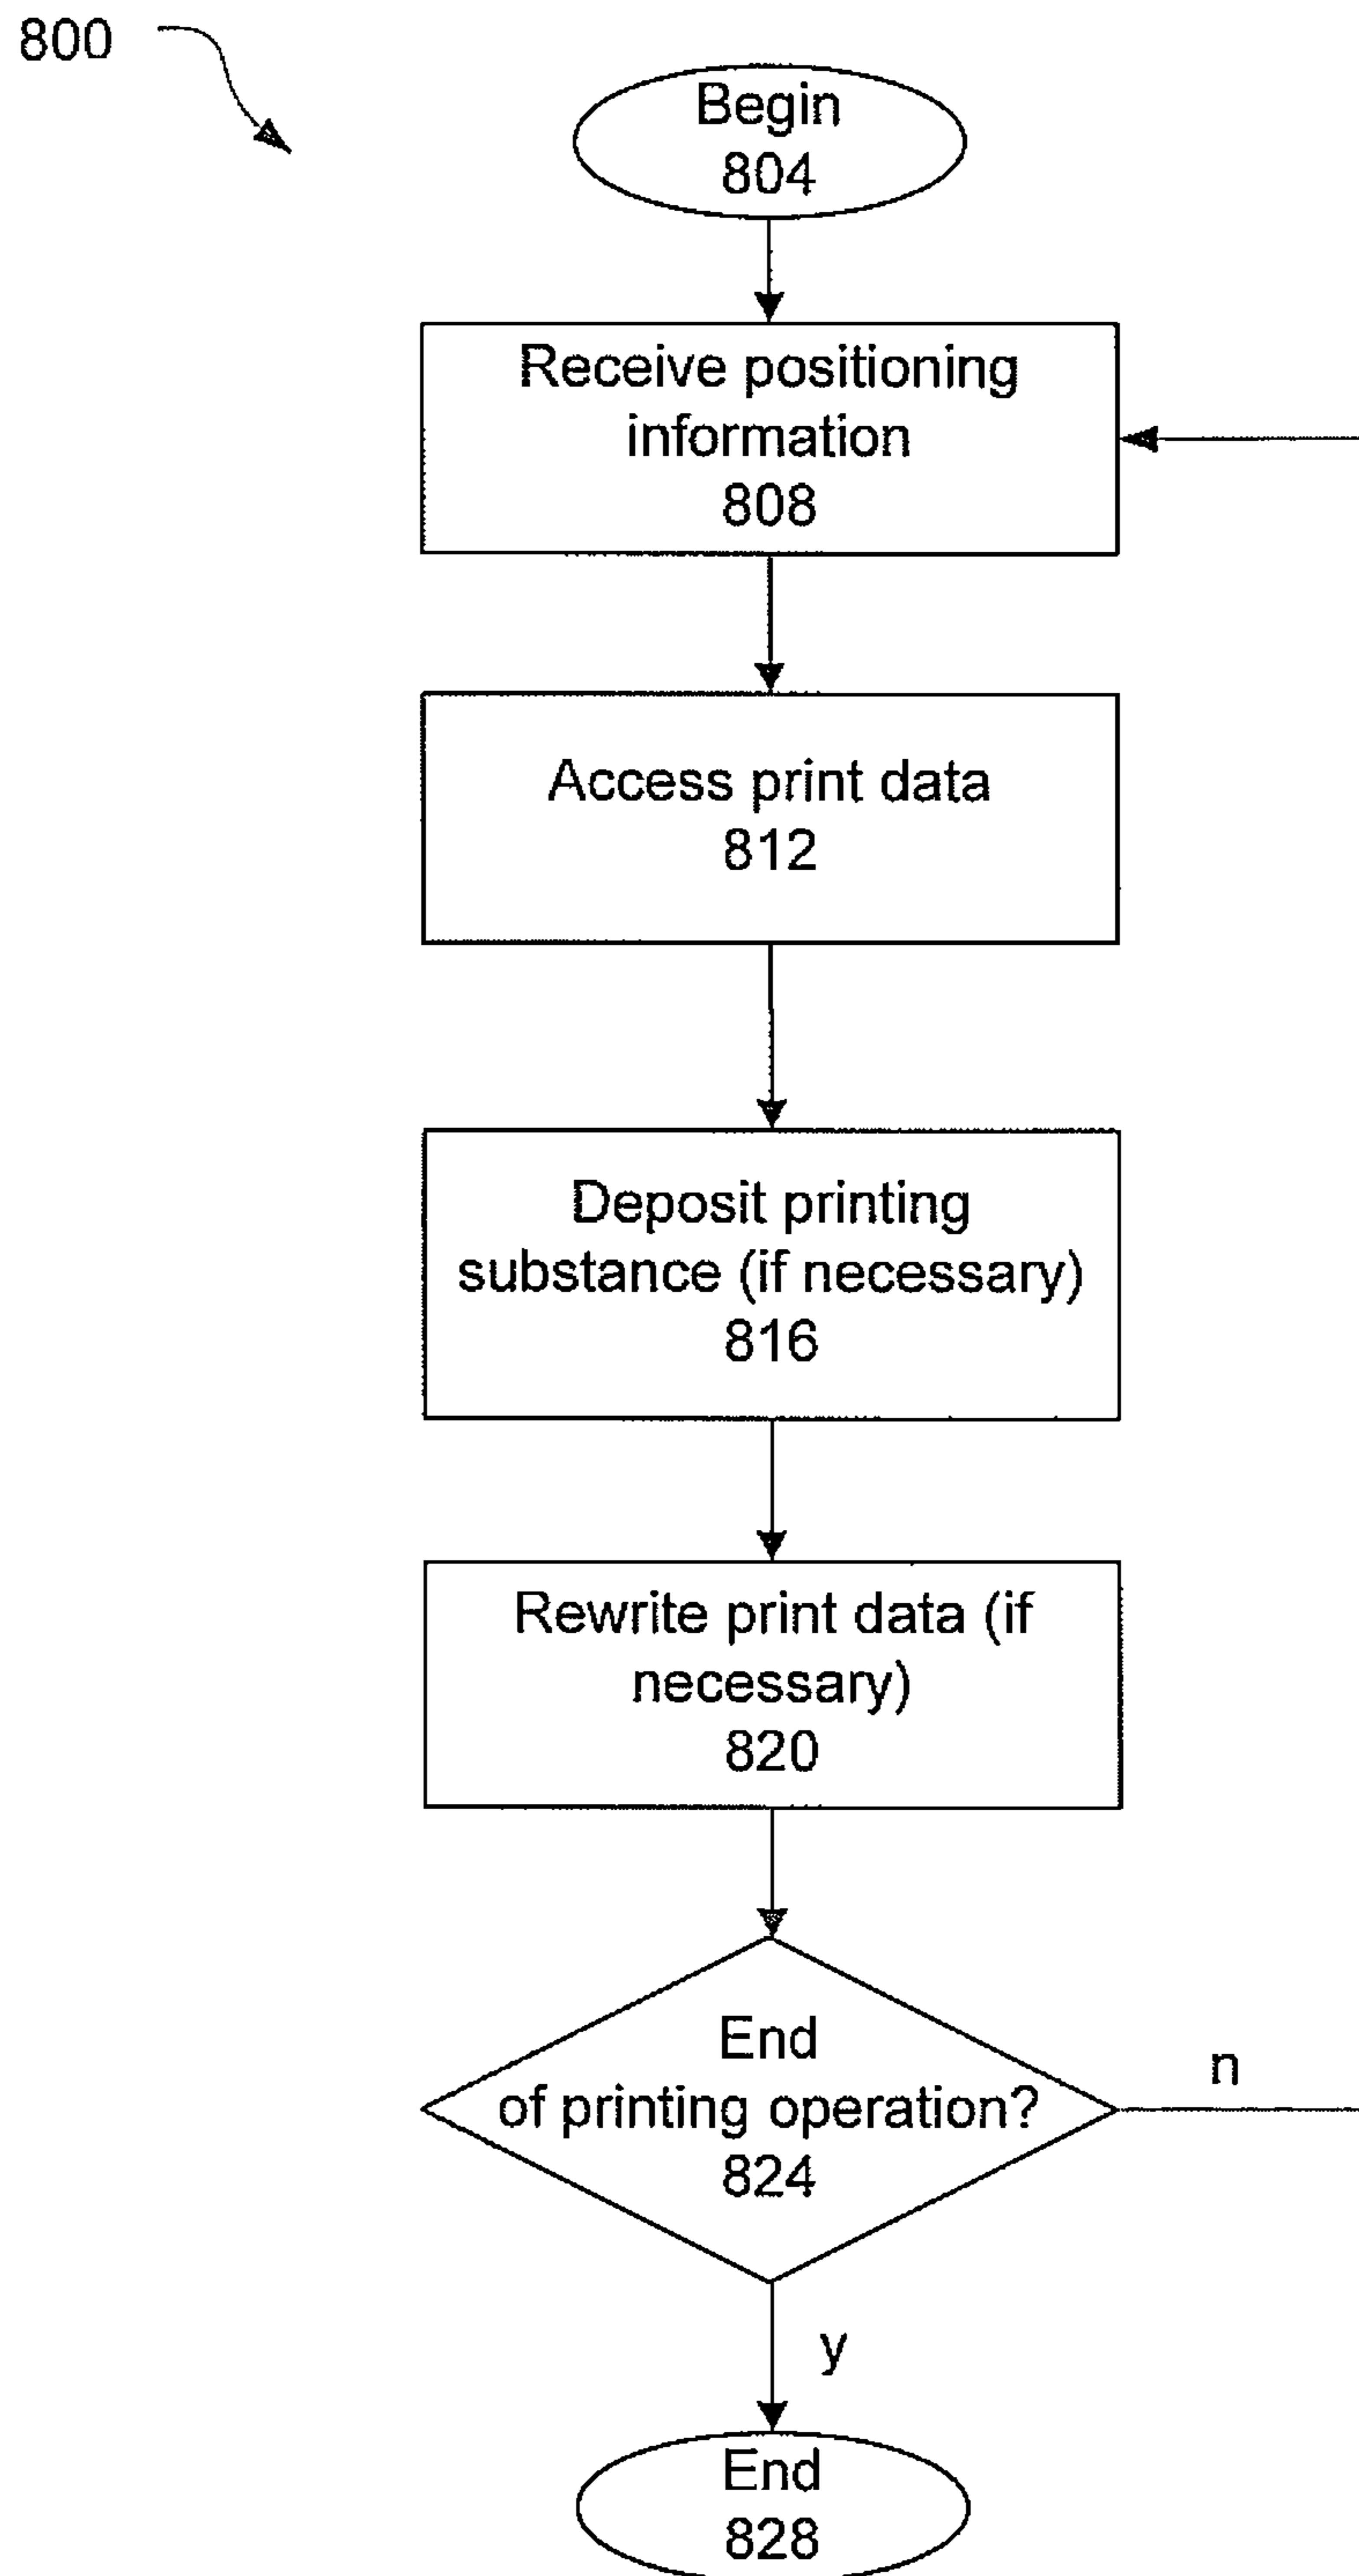 800
Begin
804
Receive positioning
information
808
Access print data
812
Deposit printing
substance (if necessary)
816
Rewrite print data (if
necessary)
820
End
of printing operation?
824
n
y
End
828